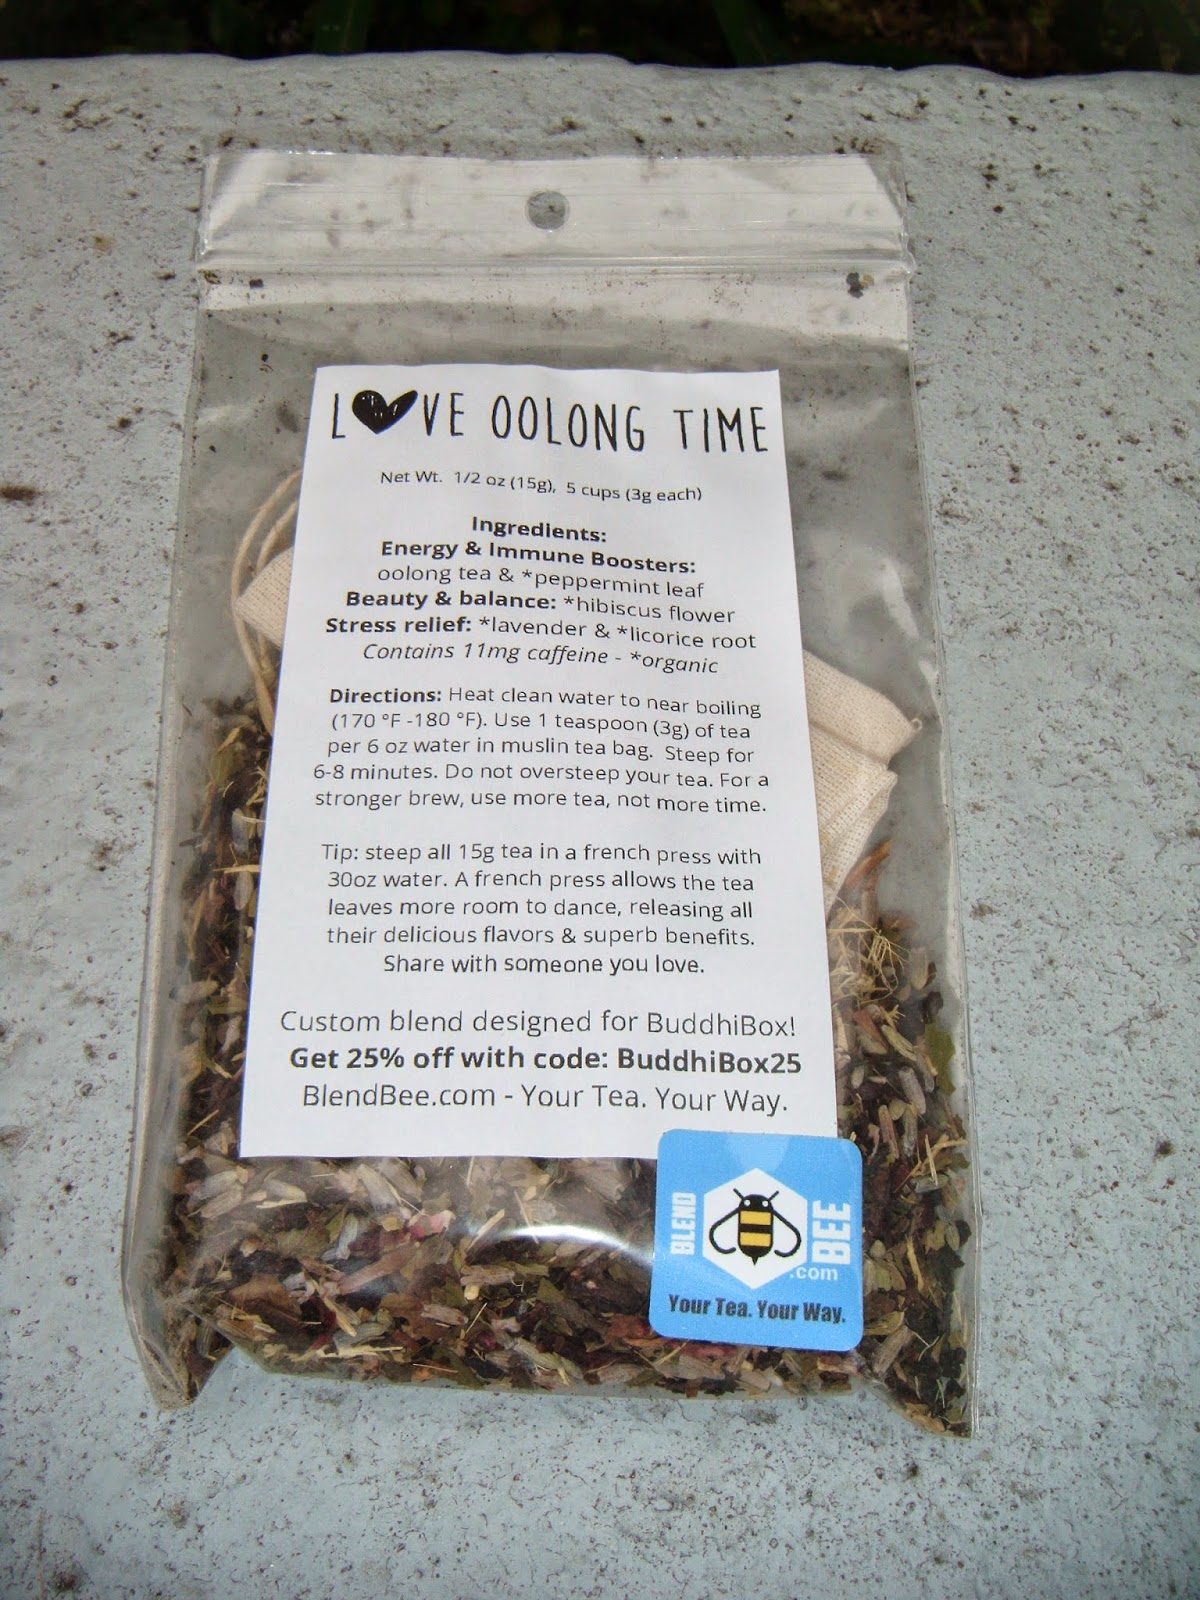 LOVE OOLONG TIME
Net Wt. 1/2 oz (15g), 5 cups (3g each)
Ingredients:
Energy & Immune Boosters:
oolong tea & *peppermint leaf
Beauty & balance: *hibiscus flower
Stress relief: *lavender & *licorice root
Contains 11mg caffeine - *organic
Directions: Heat clean water to near boiling
(170 °F -180 °F). Use 1 teaspoon (3g) of tea
per 6 oz water in muslin tea bag. Steep for
6-8 minutes. Do not oversteep your tea. For a
stronger brew, use more tea, not more time.
Tip: steep all 15g tea in a french press with
30oz water. A french press allows the tea
leaves more room to dance, releasing all
their delicious flavors & superb benefits.
Share with someone you love.
Custom blend designed for BuddhiBox!
Get 25% off with code: BuddhiBox25
BlendBee.com - Your Tea. Your Way.
BLEND
BEE
.com
Your Tea. Your Way.